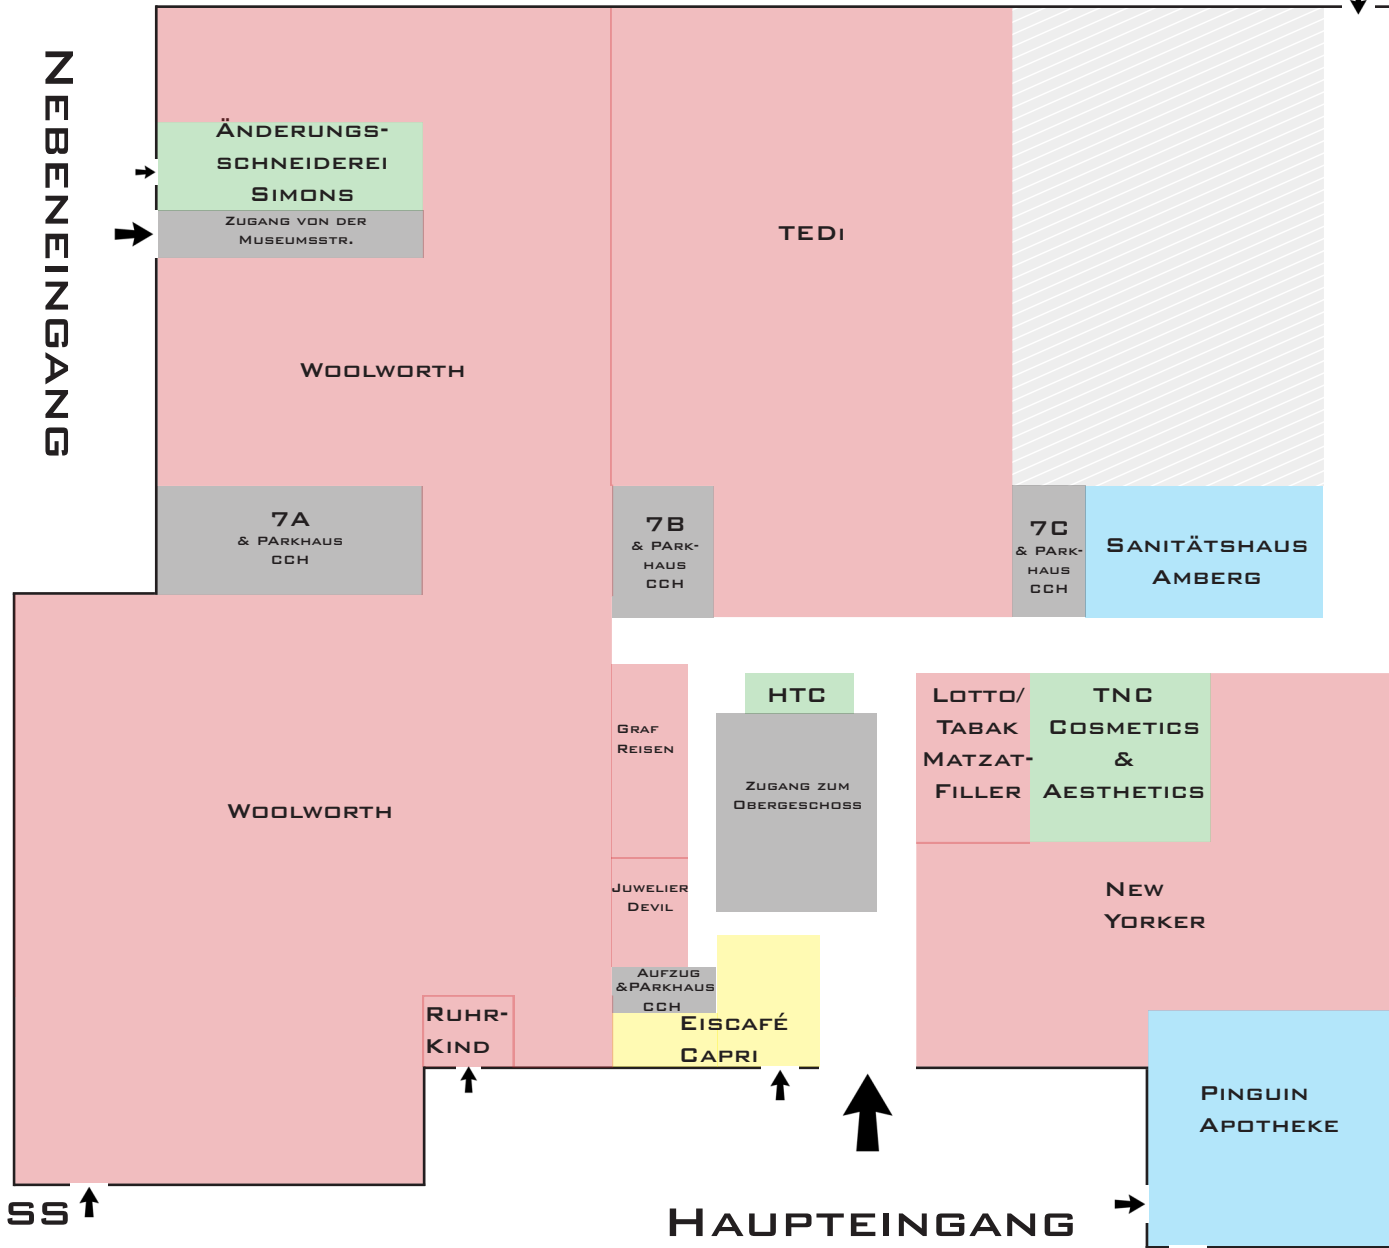 Nebeneingang
Änderungs-
schneiderei
Simons
Zugang von der
Museumsstr.
TEDi
Woolworth
7A
& PArkhaus
CCH
7B
& PArk-
haus
CCH
7C
& PArk-
haus
CCH
Sanitätshaus
Amberg
Graf
Reisen
HTC
Zugang zum
Obergeschoss
Lotto/
Tabak
Matzat-
Filler
TNC
Cosmetics
&
Aesthetics
Woolworth
Juwelier
Devil
New
Yorker
Aufzug
&PArkhaus
CCH
Ruhr-
Kind
Eiscafé
Capri
Pinguin
Apotheke
ss
Haupteingang